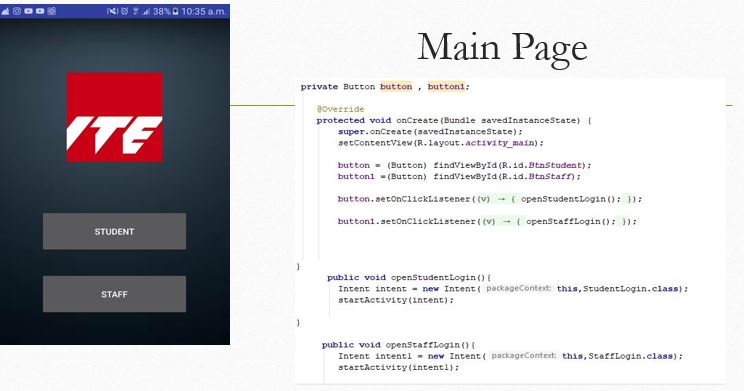 38% 10:35 a.m.
ITE
STUDENT
STAFF
Main Page
private Button button , button1;
@Override
protected void onCreate(Bundle savedInstanceState) {
super.onCreate(savedInstanceState);
setContentView(R.layout.activity_main);
button = (Button) findViewById(R.id.BtnStudent);
button1 =(Button) findViewById(R.id.BtnStaff);
button.setOnClickListener((v) → { openStudentLogin(); });
button1.setOnClickListener((v) → { openStaffLogin(); });
}
public void openStudentLogin(){
Intent intent = new Intent( packageContext: this,StudentLogin.class);
startActivity(intent);
}
public void openStaffLogin(){
Intent intent1 = new Intent( packageContext: this,StaffLogin.class);
startActivity(intent1);